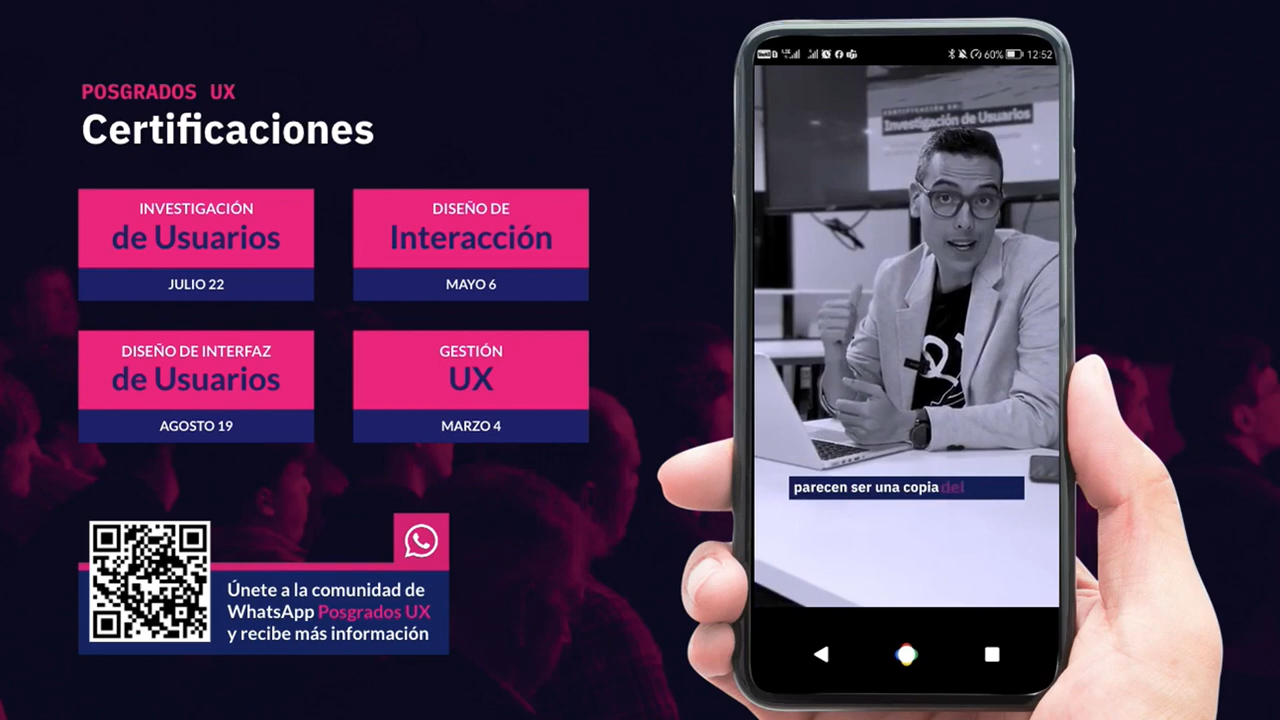 POSGRADOS UX
Certificaciones
INVESTIGACIÓN
de Usuarios
JULIO 22
DISEÑO DE
Interacción
MAYO 6
DISEÑO DE INTERFAZ
de Usuarios
AGOSTO 19
GESTIÓN
UX
MARZO 4
Únete a la comunidad de
WhatsApp Posgrados UX
y recibe más información
60% 12:52
CERTIFICACIÓN EN:
Investigación de Usuarios
parecen ser una copia del